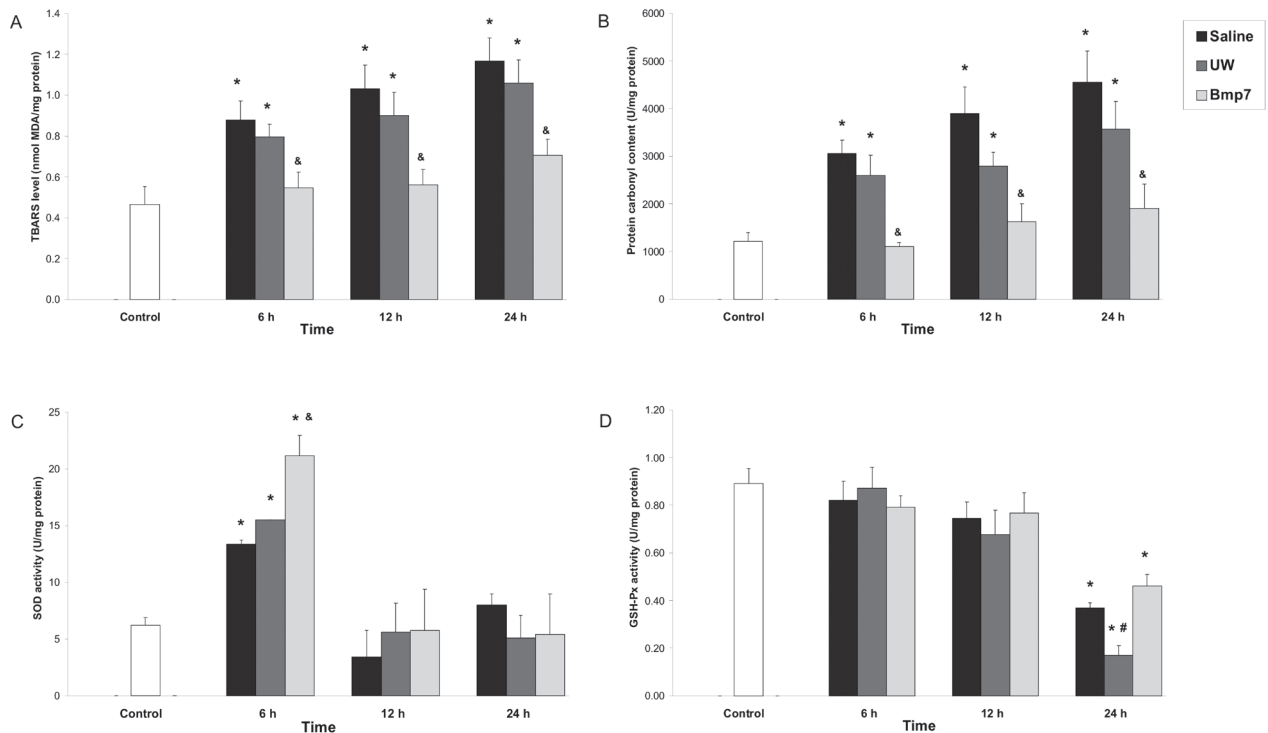 A
TBARS level (nmol MDA/mg protein)
1.4
1.2
1.0
0.8
0.6
0.4
0.2
0.0
* * &
* * &
* * &
Control 6 h 12 h 24 h
Time
B
Protein carbonyl content (U/mg protein)
6000
5000
4000
3000
2000
1000
0
* * &
* * &
* * &
Control 6 h 12 h 24 h
Time
Saline
UW
Bmp7
C
SOD activity (U/mg protein)
25
20
15
10
5
0
* * * &
Control 6 h 12 h 24 h
Time
D
GSH-Px activity (U/mg protein)
1.20
1.00
0.80
0.60
0.40
0.20
0.00
* * # *
Control 6 h 12 h 24 h
Time